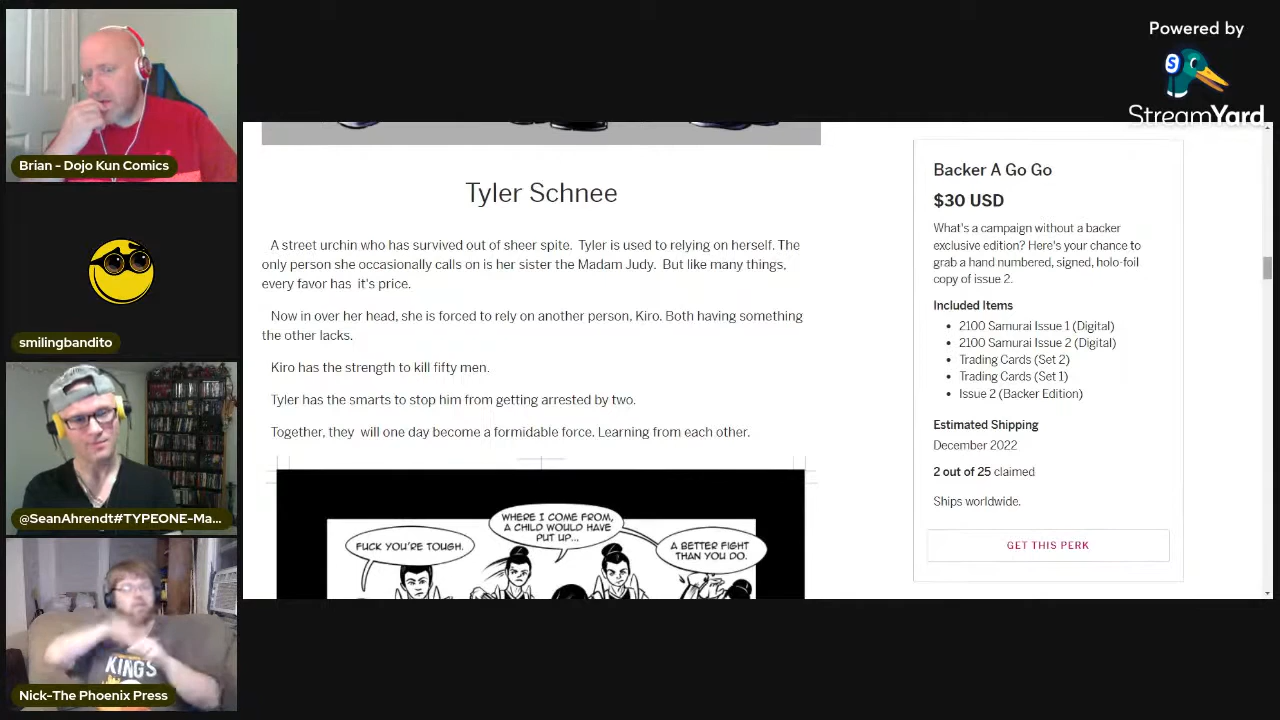 Powered by
StreamYard
Brian - Dojo Kun Comics
smilingbandito
@SeanAhrendt#TYPEONE-Ma...
KINGS
Nick-The Phoenix Press
Tyler Schnee
A street urchin who has survived out of sheer spite. Tyler is used to relying on herself. The
only person she occasionally calls on is her sister the Madam Judy. But like many things,
every favor has it's price.
Now in over her head, she is forced to rely on another person, Kiro. Both having something
the other lacks.
Kiro has the strength to kill fifty men.
Tyler has the smarts to stop him from getting arrested by two.
Together, they will one day become a formidable force. Learning from each other.
FUCK YOU'RE TOUGH.
WHERE I COME FROM,
A CHILD WOULD HAVE
PUT UP...
A BETTER FIGHT
THAN YOU DO.
Backer A Go Go
$30 USD
What's a campaign without a backer
exclusive edition? Here's your chance to
grab a hand numbered, signed, holo-foil
copy of issue 2.
Included Items
2100 Samurai Issue 1 (Digital)
2100 Samurai Issue 2 (Digital)
Trading Cards (Set 2)
Trading Cards (Set 1)
Issue 2 (Backer Edition)
Estimated Shipping
December 2022
2 out of 25 claimed
Ships worldwide.
GET THIS PERK